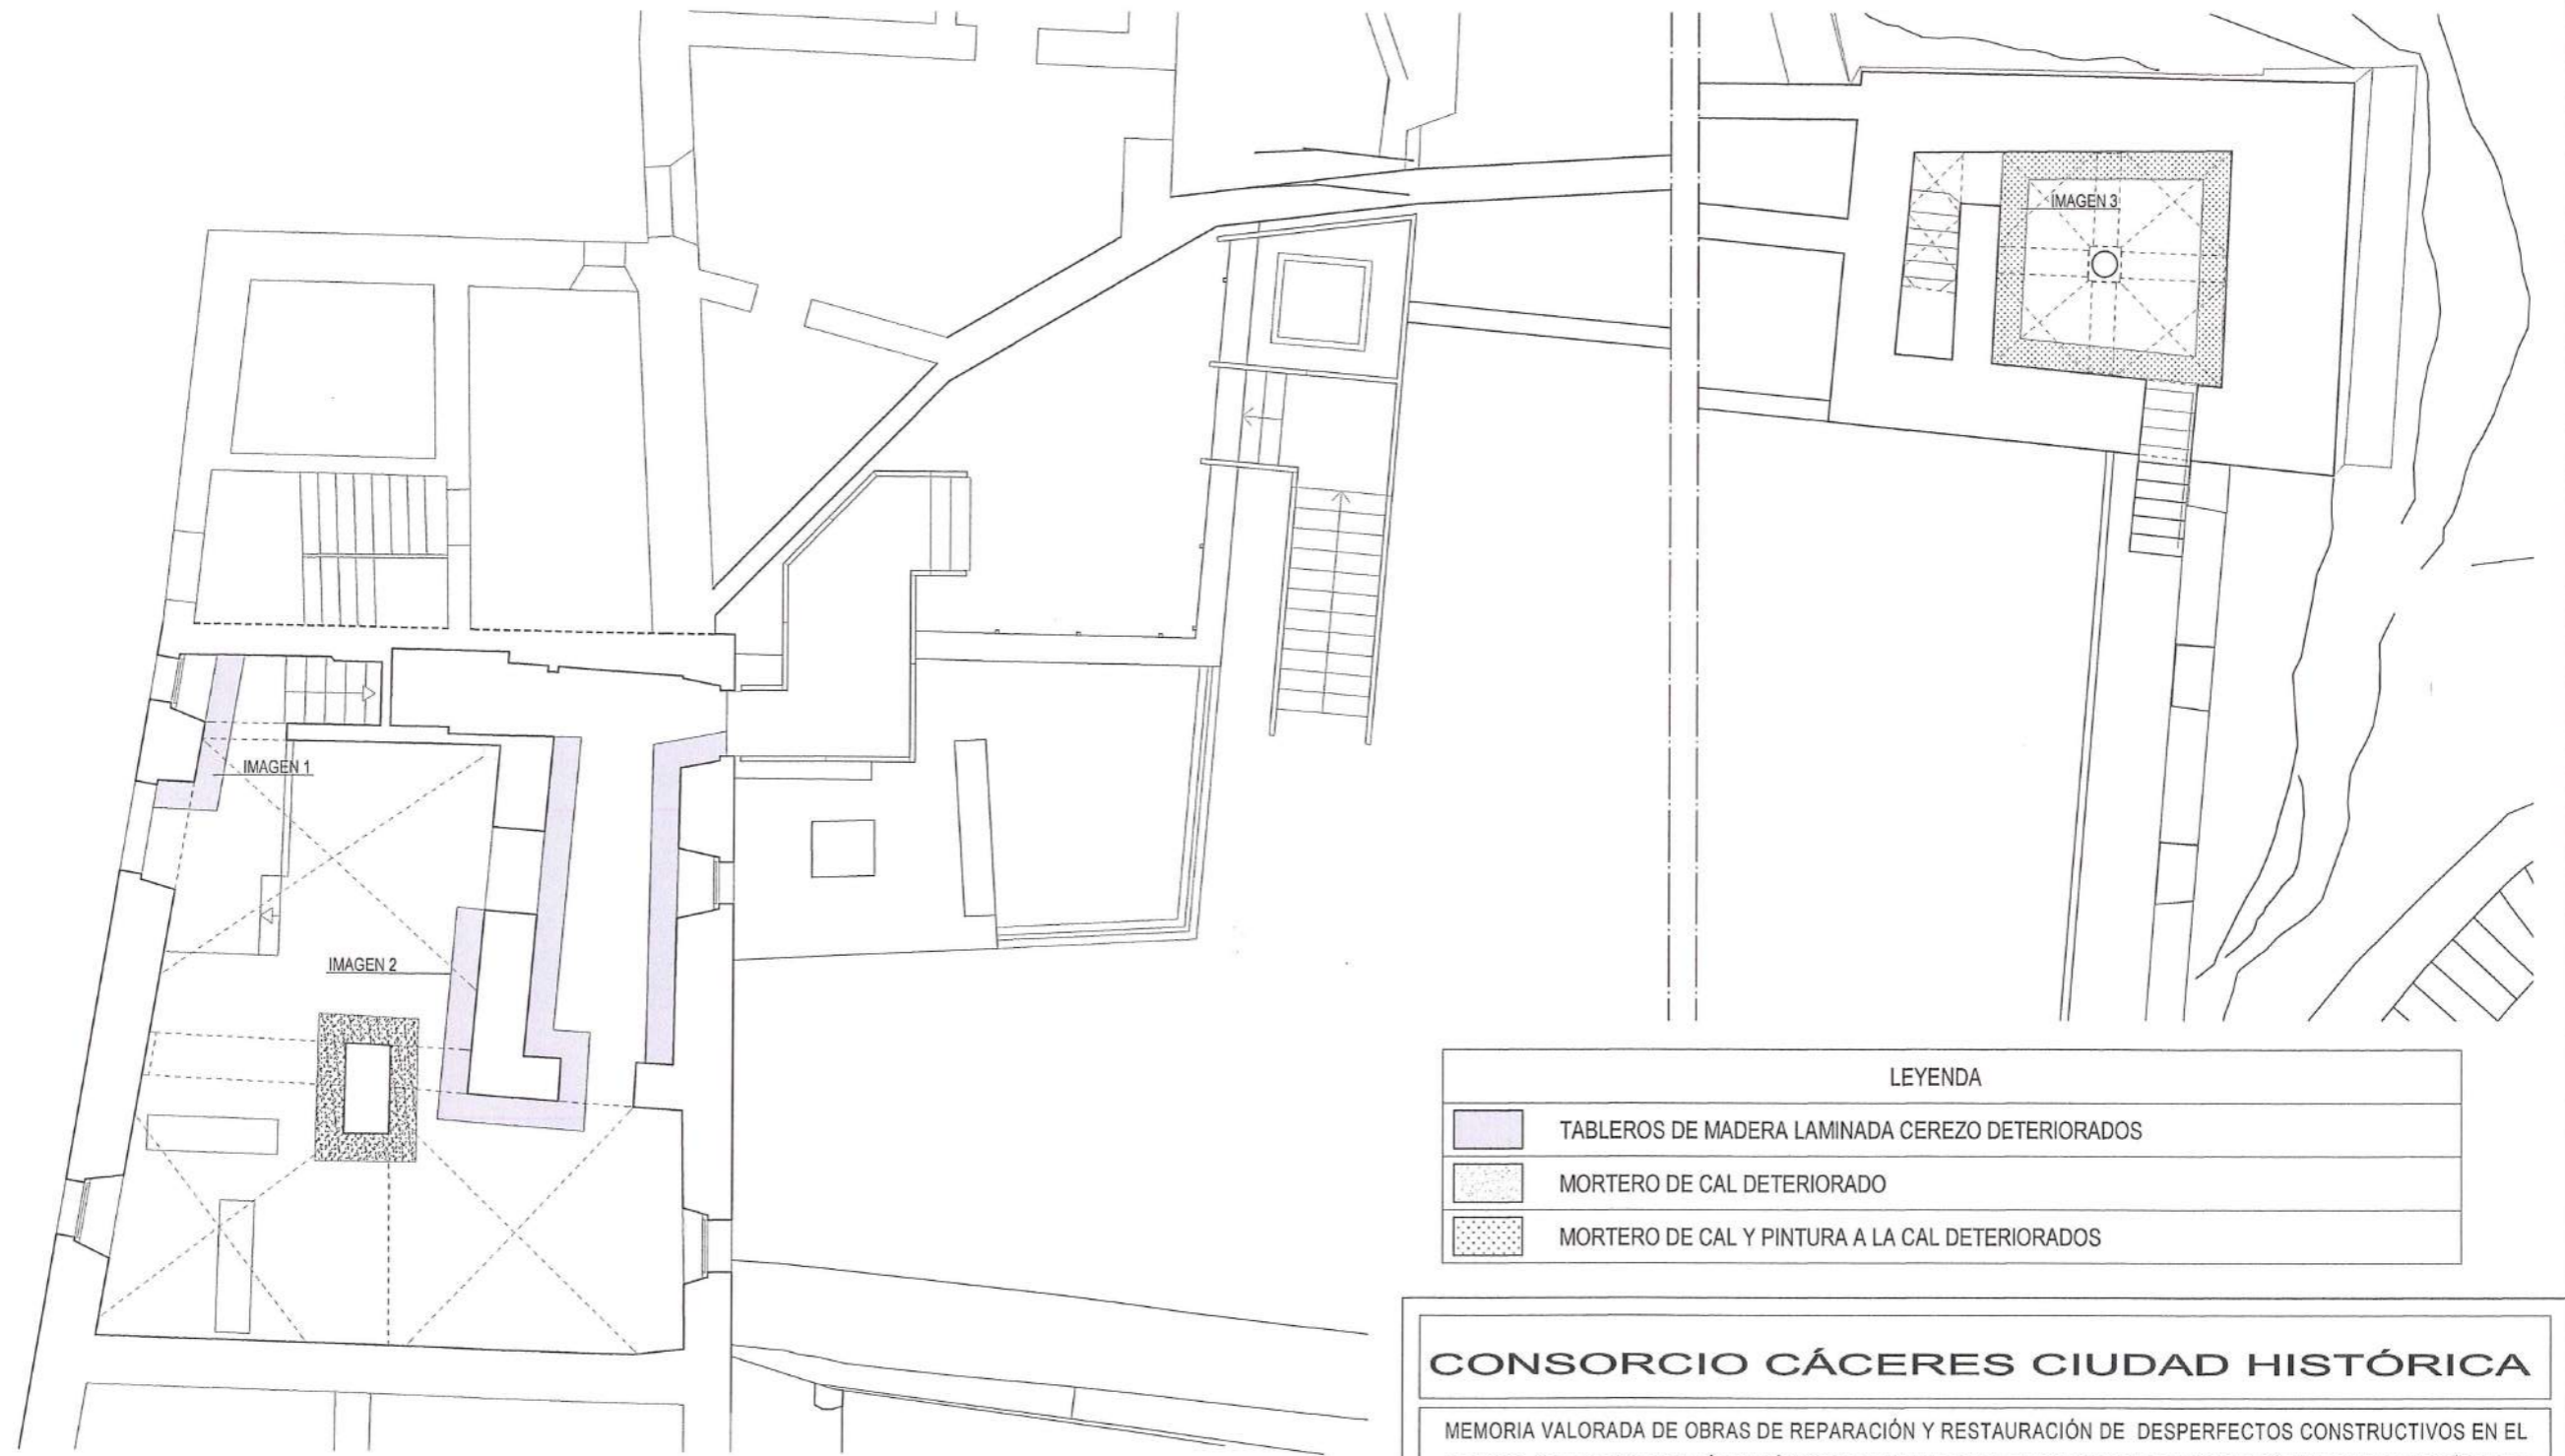 IMAGEN 3
IMAGEN 1
IMAGEN 2
LEYENDA
TABLEROS DE MADERA LAMINADA CEREZO DETERIORADOS
MORTERO DE CAL DETERIORADO
MORTERO DE CAL Y PINTURA A LA CAL DETERIORADOS
CONSORCIO CÁCERES CIUDAD HISTÓRICA
MEMORIA VALORADA DE OBRAS DE REPARACIÓN Y RESTAURACIÓN DE DESPERFECTOS CONSTRUCTIVOS EN EL